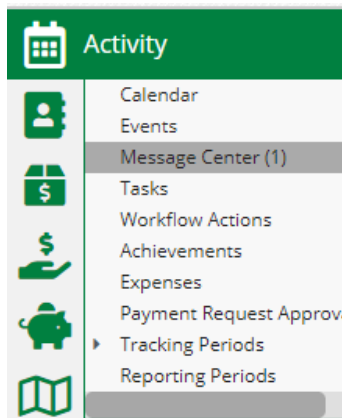 Activity
Calendar
Events
Message Center (1)
Tasks
Workflow Actions
Achievements
Expenses
Payment Request Approva
Tracking Periods
Reporting Periods